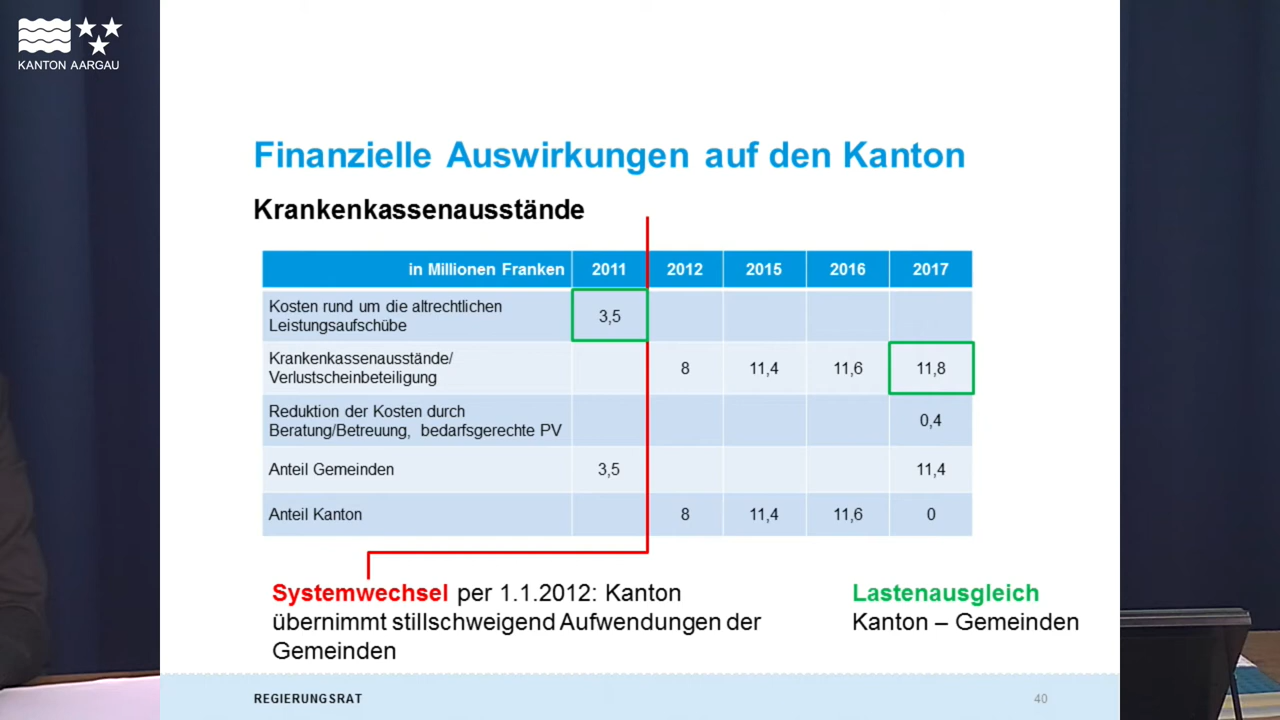 KANTON AARGAU
Finanzielle Auswirkungen auf den Kanton
Krankenkassenausstände
in Millionen Franken 2011 2012 2015 2016 2017
Kosten rund um die altrechtlichen
Leistungsaufschübe 3,5
Krankenkassenausstände/
Verlustscheinbeteiligung 8 11,4 11,6 11,8
Reduktion der Kosten durch
Beratung/Betreuung, bedarfsgerechte PV 0,4
Anteil Gemeinden 3,5 11,4
Anteil Kanton 8 11,4 11,6 0
Systemwechsel per 1.1.2012: Kanton
übernimmt stillschweigend Aufwendungen der
Gemeinden
Lastenausgleich
Kanton – Gemeinden
REGIERUNGSRAT 40